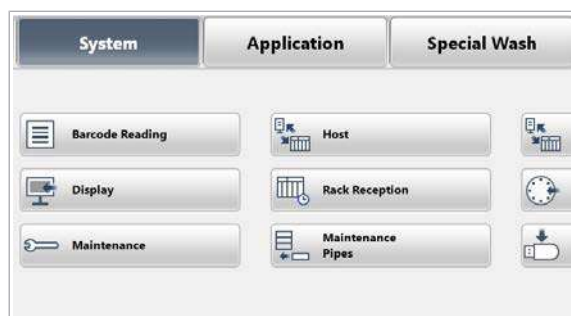 System
Application
Special Wash
Barcode Reading
Host
Display
Rack Reception
Maintenance
Maintenance
Pipes